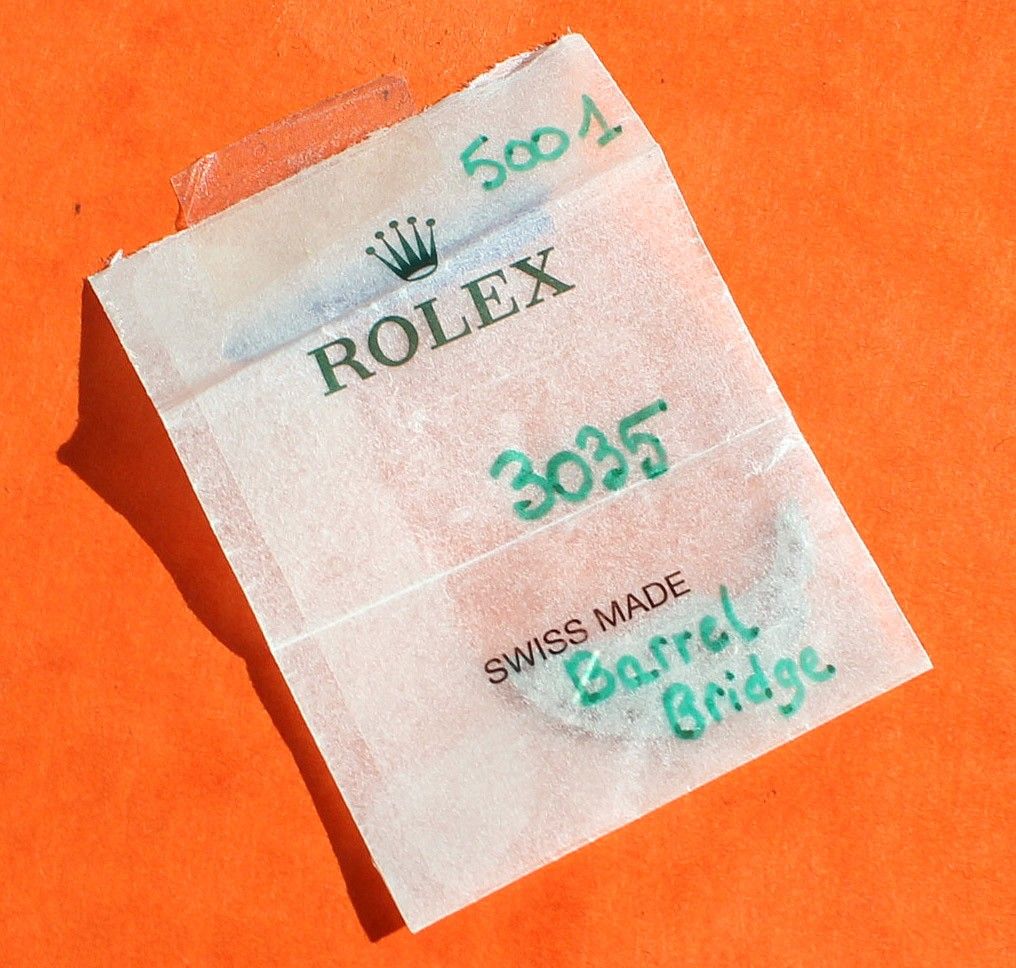 5001
ROLEX
3035
SWISS MADE
Barrel
Bridge